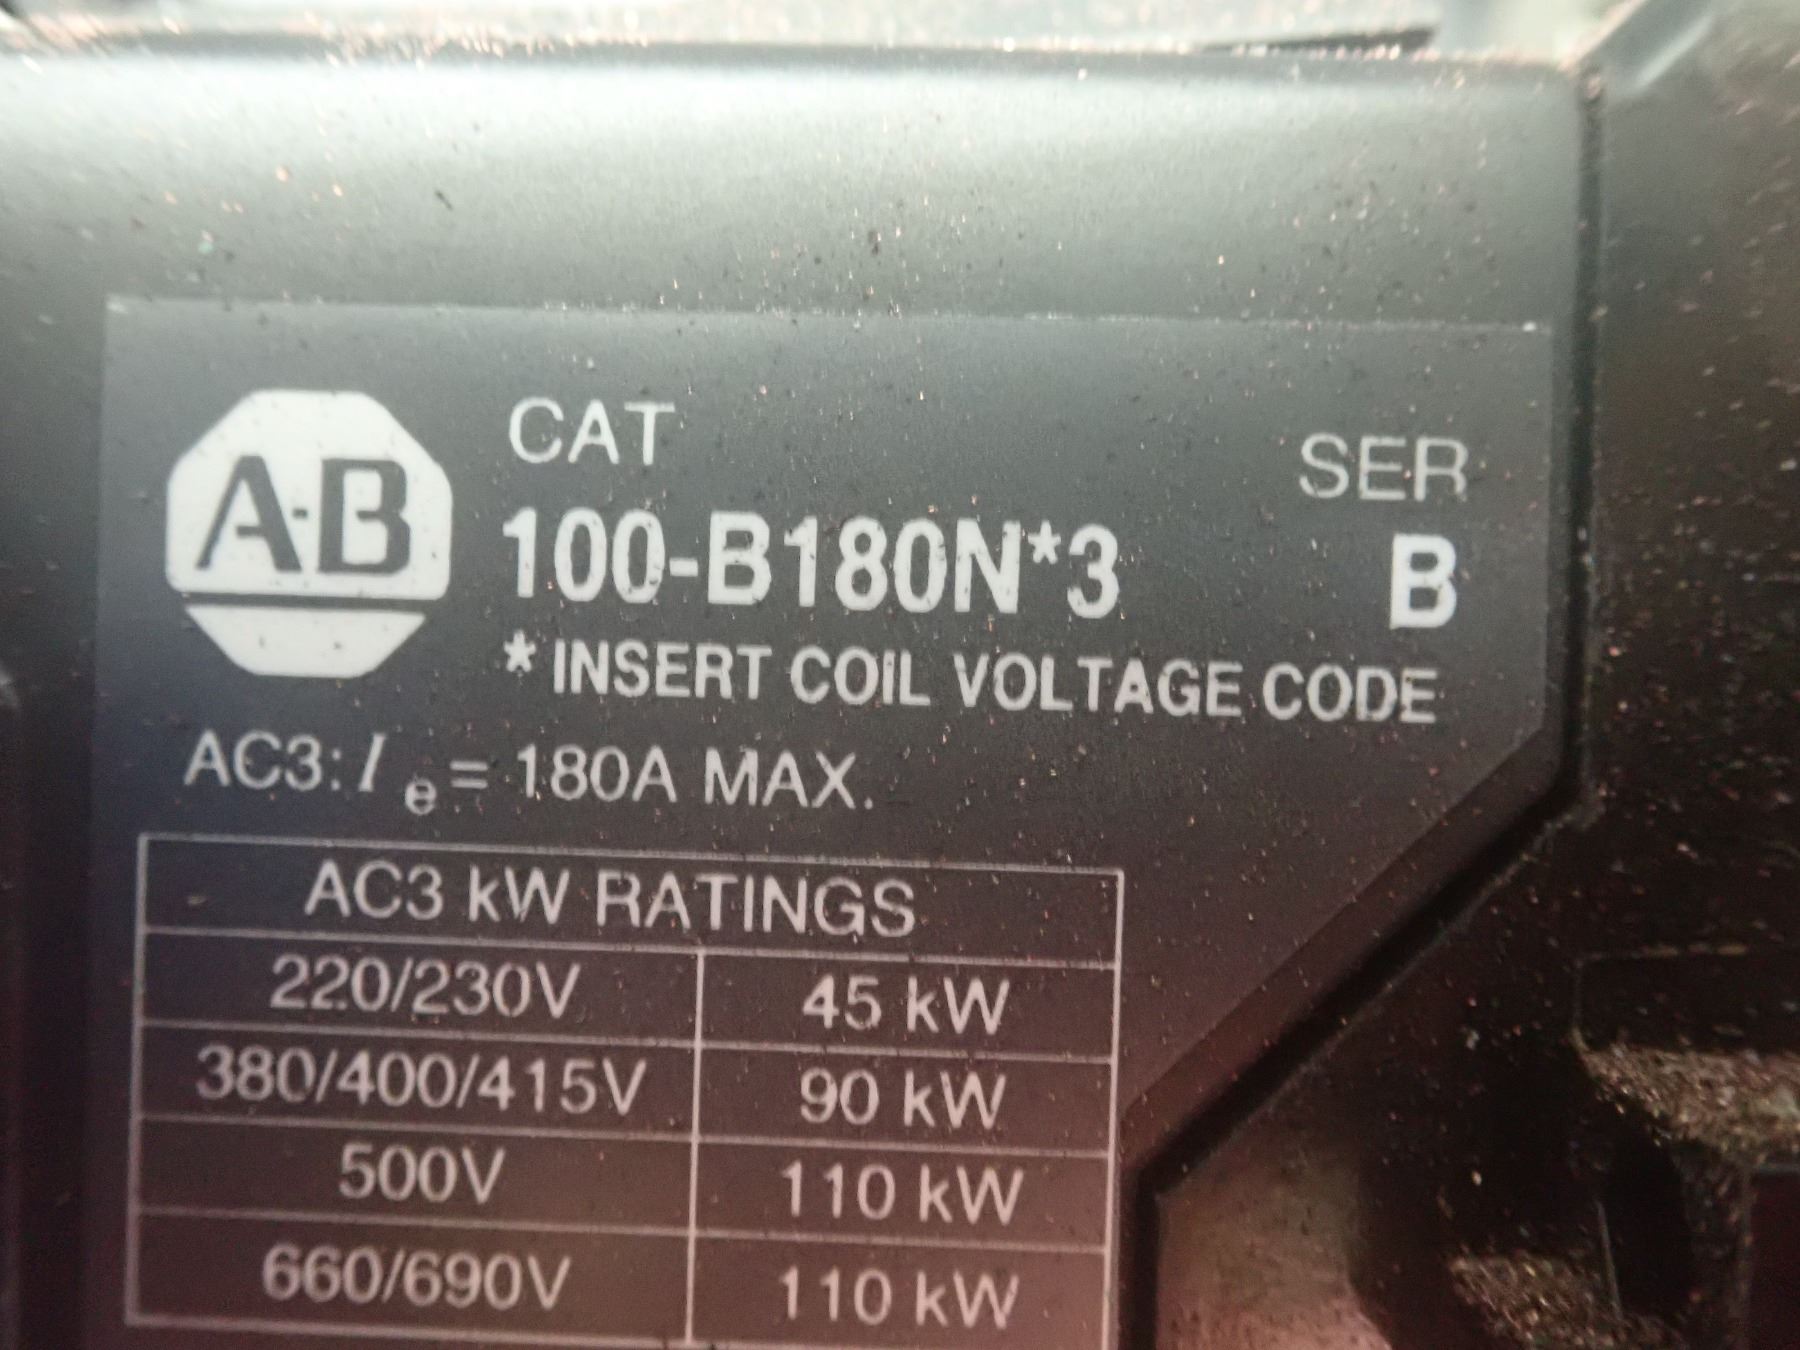 A-B
CAT SER
100-B180N*3 B
* INSERT COIL VOLTAGE CODE
AC3: Ie = 180A MAX.
AC3 kW RATINGS
220/230V 45 kW
380/400/415V 90 kW
500V 110 kW
660/690V 110 kW